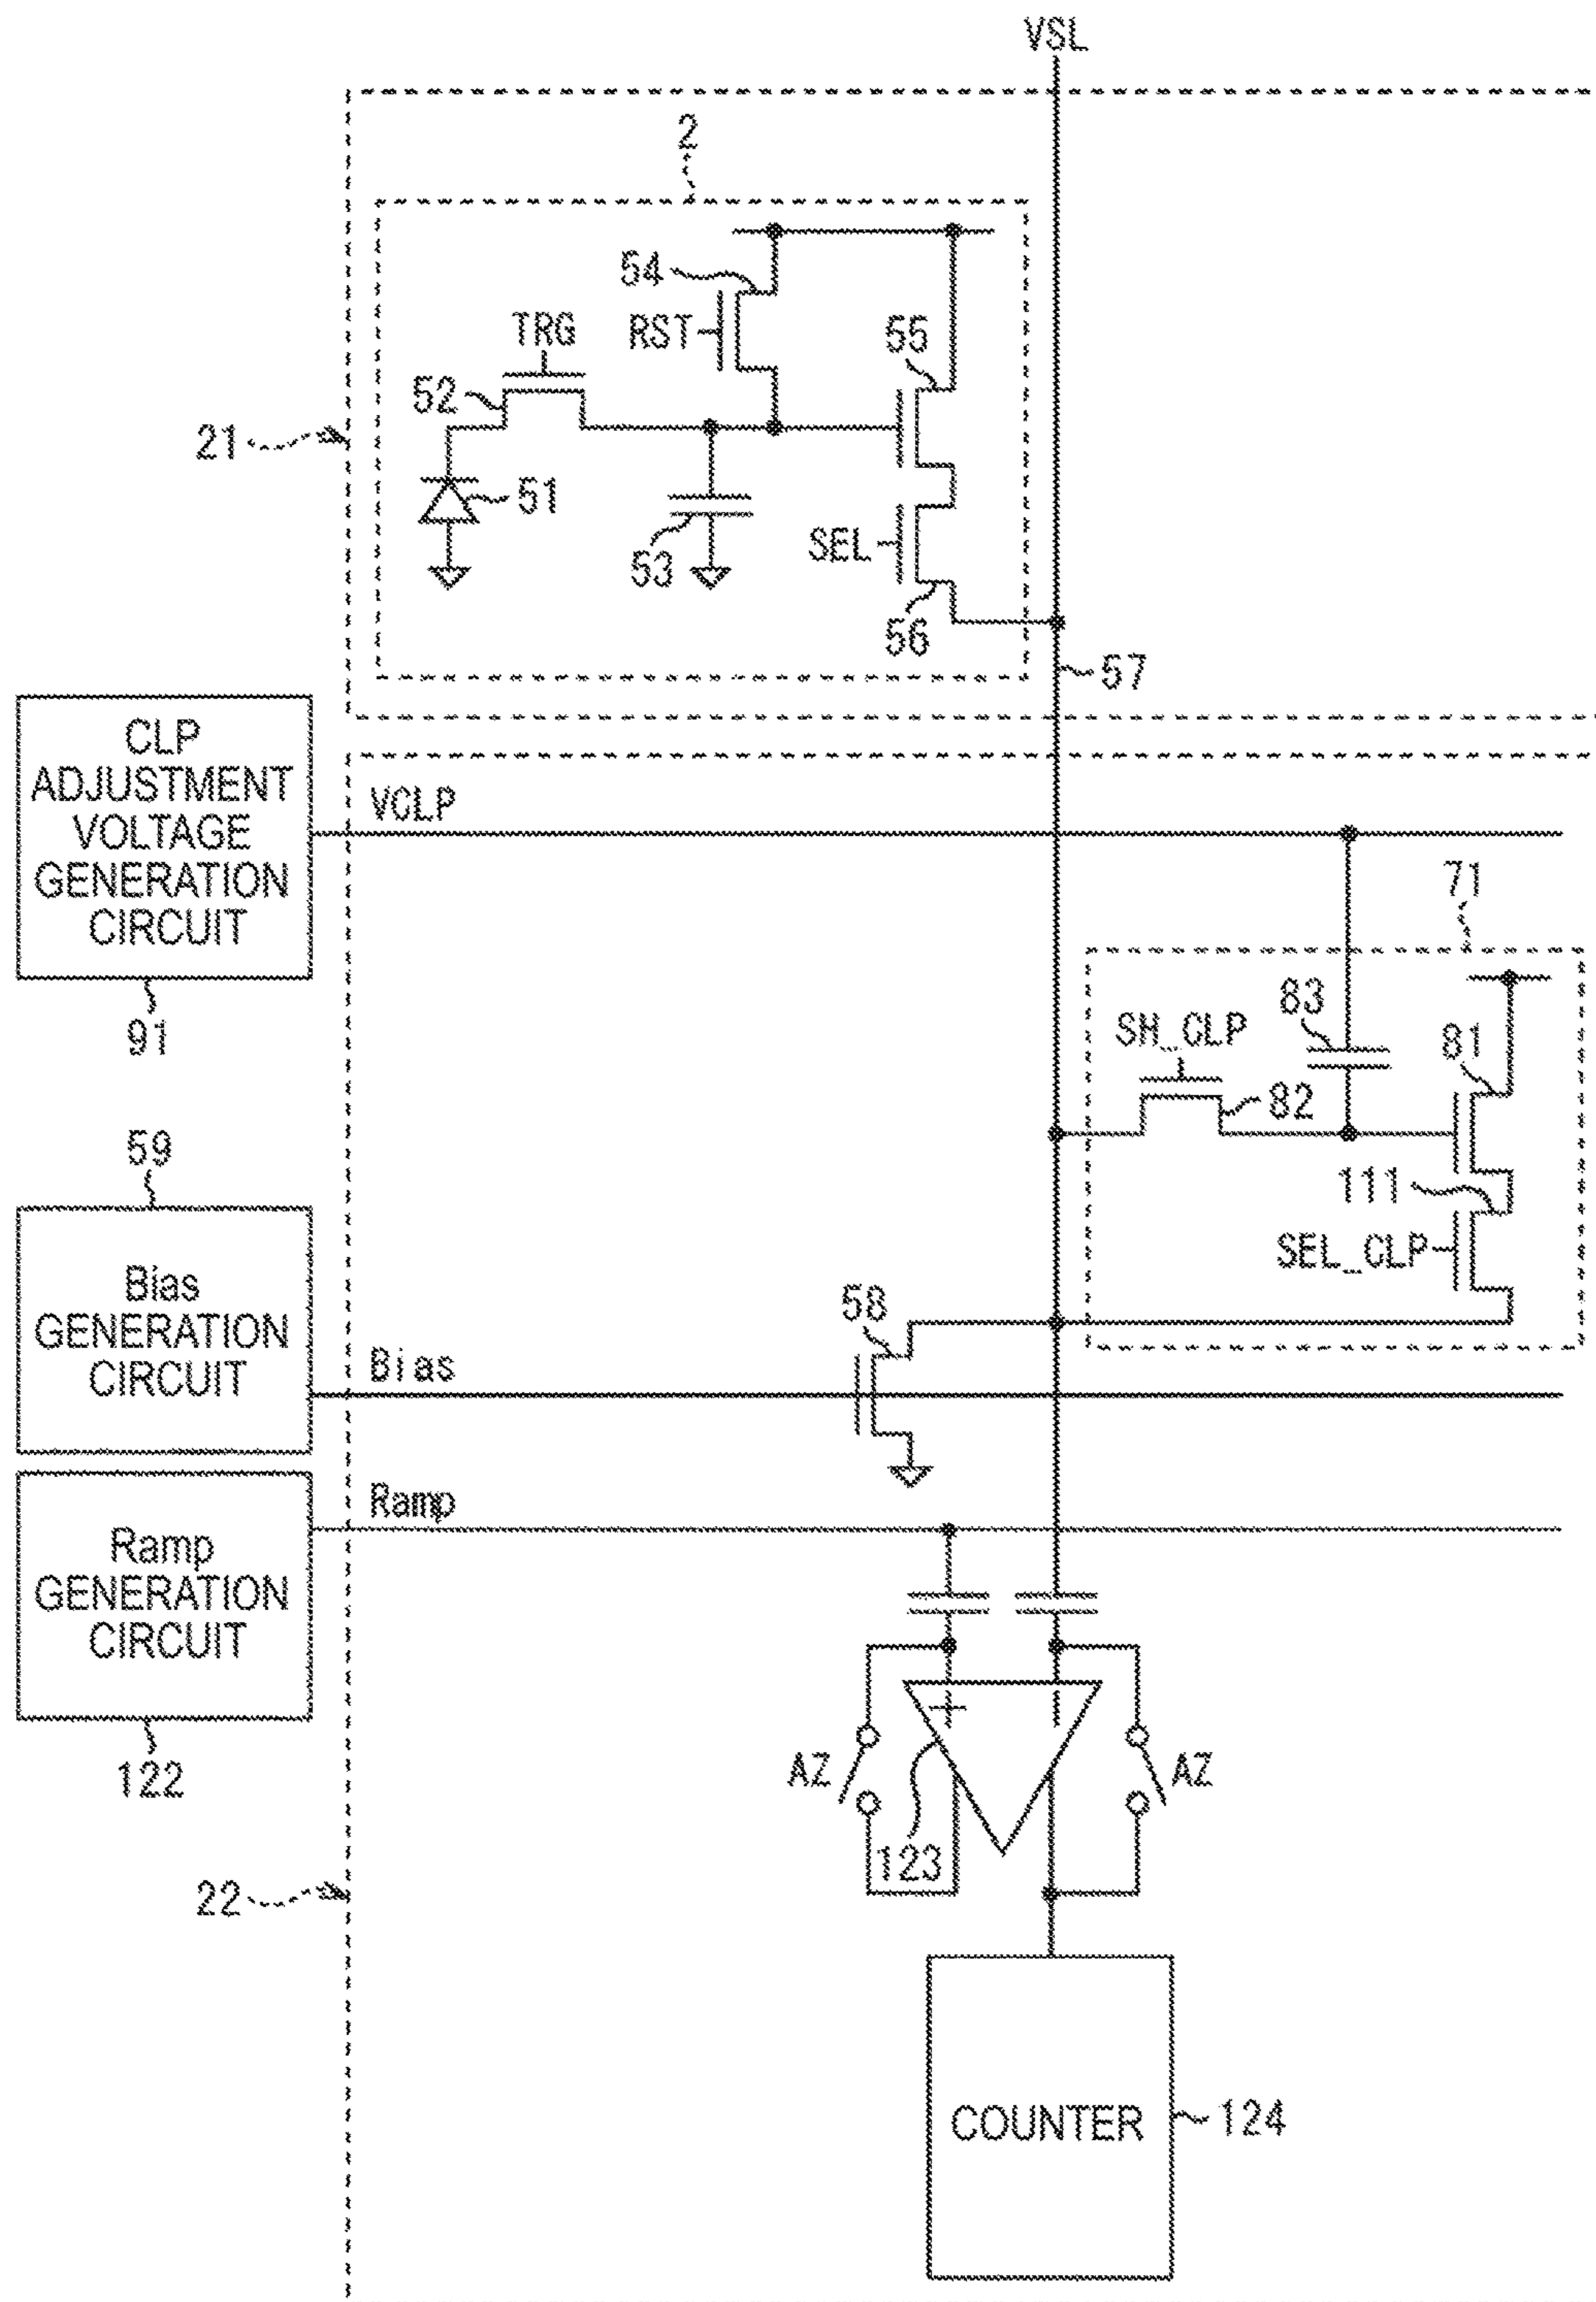 VSL
2
54
RST
TRG
55
52
21
51
53
SEL
56
57
CLP
ADJUSTMENT
VOLTAGE
GENERATION
CIRCUIT
VCLP
71
91
83
SH_CLP
81
82
59
111
SEL_CLP
Bias
GENERATION
CIRCUIT
58
Bias
Ramp
Ramp
GENERATION
CIRCUIT
122
+
AZ
AZ
123
22
COUNTER
124